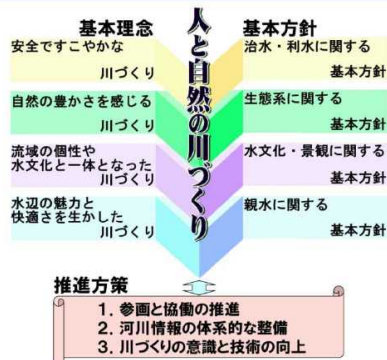 基本理念
安全ですこやかな
川づくり
自然の豊かさを感じる
川づくり
流域の個性や
水文化と一体となった
川づくり
水辺の魅力と
快適さを生かした
川づくり
人と自然の川づくり
基本方針
治水・利水に関する
基本方針
生態系に関する
基本方針
水文化・景観に関する
基本方針
親水に関する
基本方針
推進方策
1. 参画と協働の推進
2. 河川情報の体系的な整備
3. 川づくりの意識と技術の向上